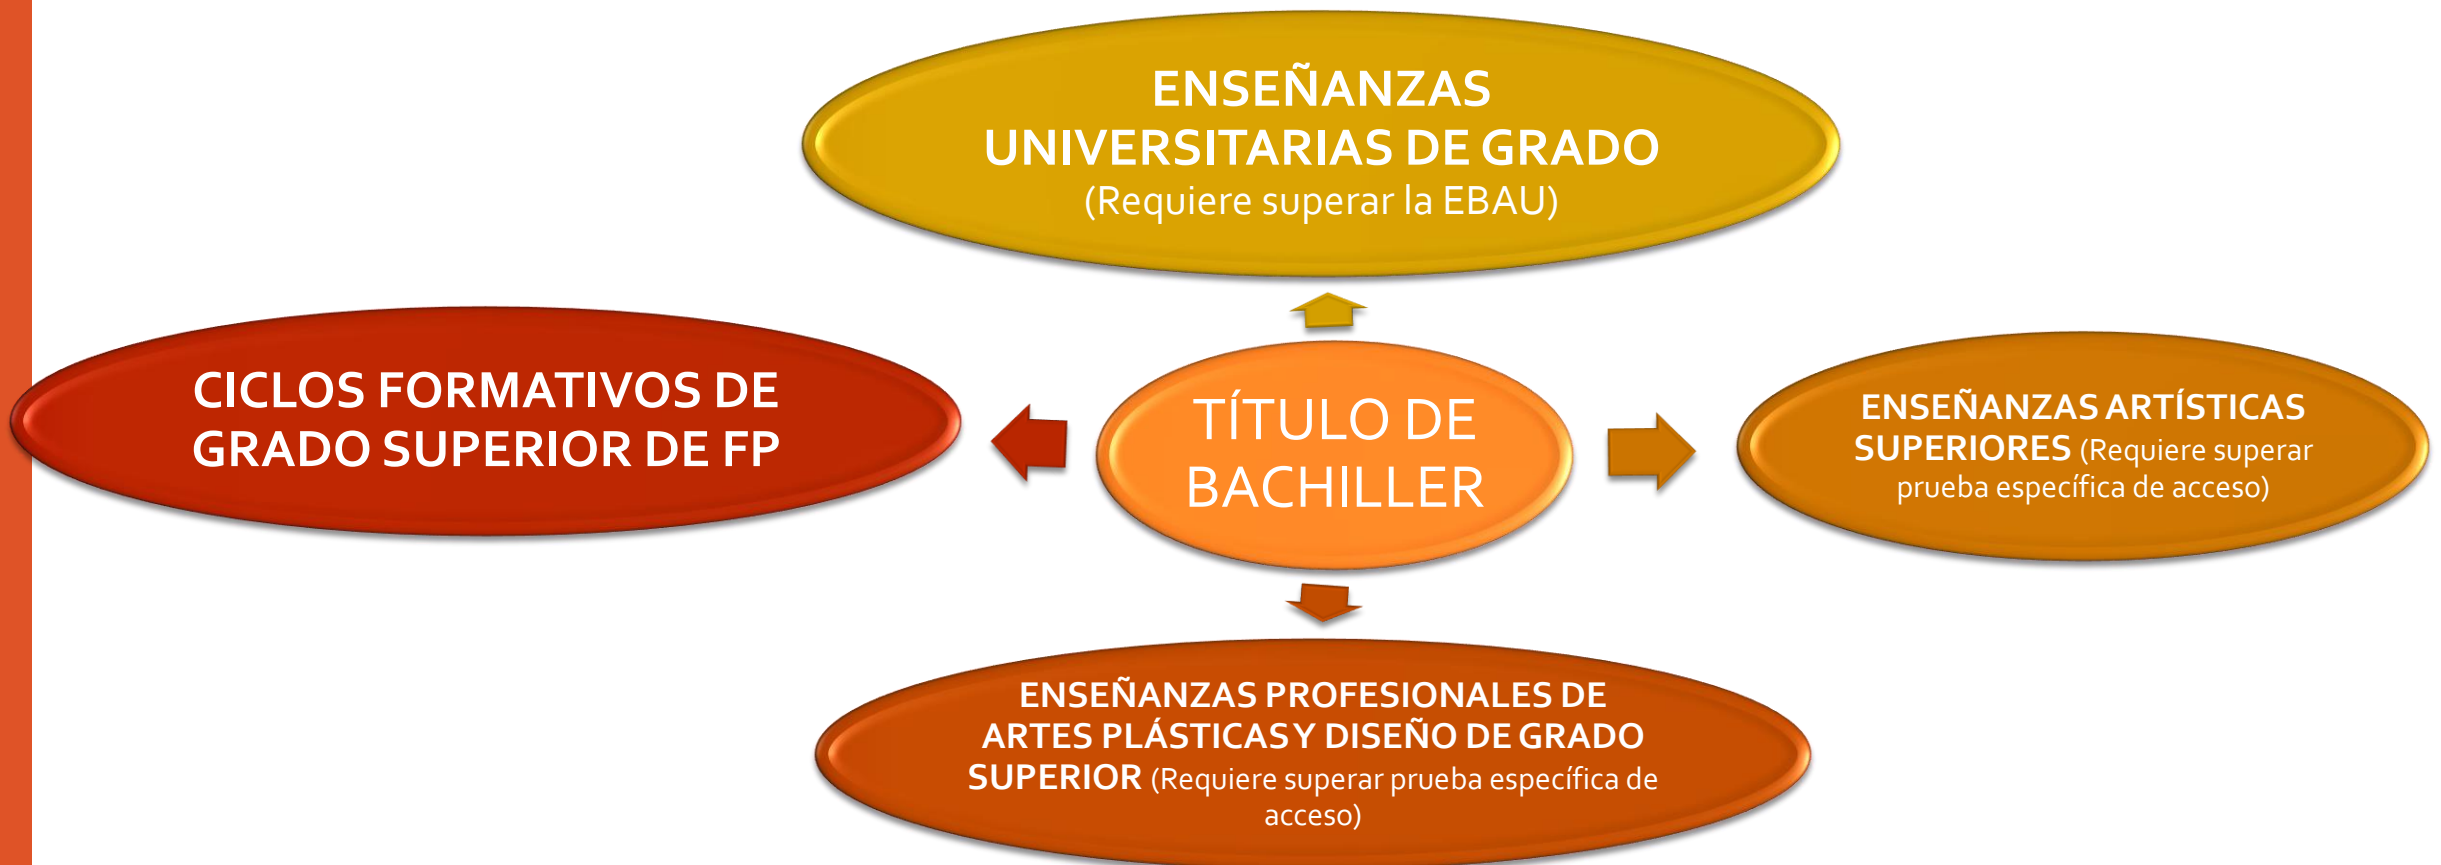 ENSEÑANZAS
UNIVERSITARIAS DE GRADO
(Requiere superar la EBAU)
CICLOS FORMATIVOS DE
GRADO SUPERIOR DE FP
TÍTULO DE
BACHILLER
ENSEÑANZAS ARTÍSTICAS
SUPERIORES (Requiere superar
prueba específica de acceso)
ENSEÑANZAS PROFESIONALES DE
ARTES PLÁSTICAS Y DISEÑO DE GRADO
SUPERIOR (Requiere superar prueba específica de
acceso)